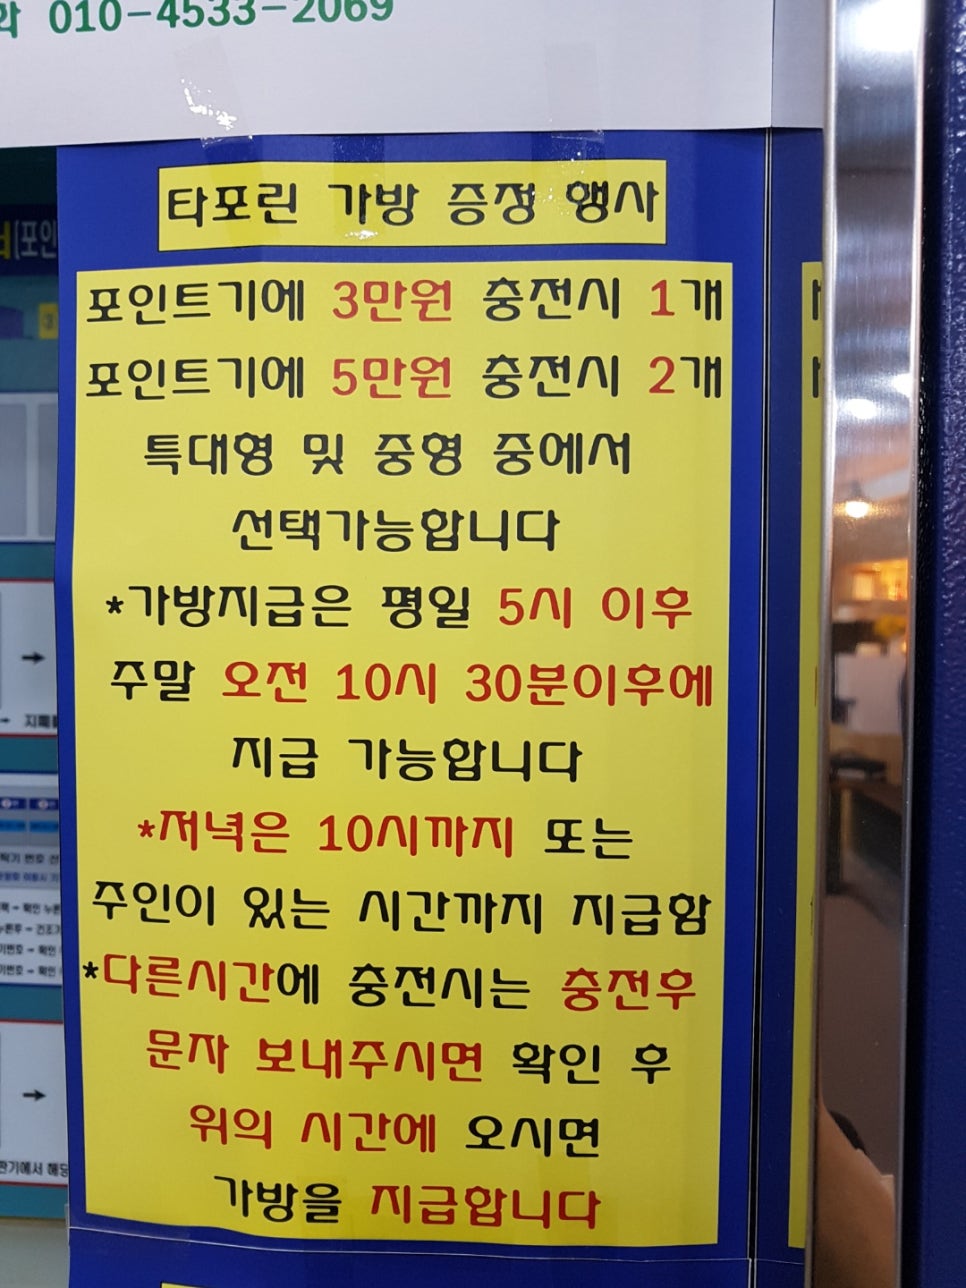 010-4533-2069
타포린 가방 증정 행사
포인트기에 3만원 충전시 1개
포인트기에 5만원 충전시 2개
특대형 및 중형 중에서
선택가능합니다
*가방지급은 평일 5시 이후
주말 오전 10시 30분이후에
지급 가능합니다
*저녁은 10시까지 또는
주인이 있는 시간까지 지급함
*다른시간에 충전시는 충전후
문자 보내주시면 확인 후
위의 시간에 오시면
가방을 지급합니다